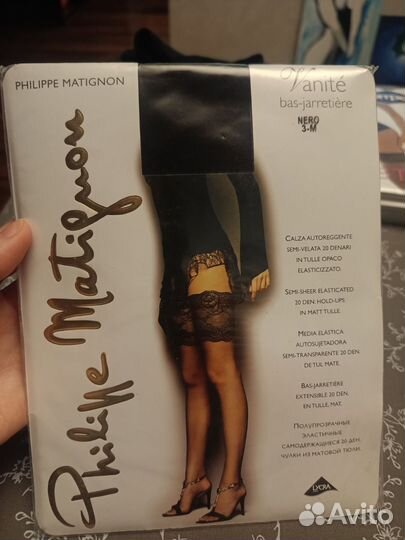 PHILIPPE MATIGNON
Vanité
bas-jarretière
NERO
3-M
Philippe Matignon
CALZA AUTOREGGENTE
SEMI-VELATA 20 DENARI
IN TULLE OPACO
ELASTICIZZATO.
SEMI-SHEER ELASTICATED
20 DEN. HOLD-UPS
IN MATT TULLE.
MEDIA ELÁSTICA
AUTOSUJETADORA
SEMI-TRANSPARENTE 20 DEN.
DE TUL MATE.
BAS-JARRETIÈRE
EXTENSIBLE 20 DEN.
EN TULLE, MAT.
ПОЛУПРОЗРАЧНЫЕ
ЭЛАСТИЧНЫЕ
САМОДЕРЖАЩИЕСЯ 20 ДЕН.
ЧУЛКИ ИЗ МАТОВОЙ ТЮЛИ.
LYCRA
Avito